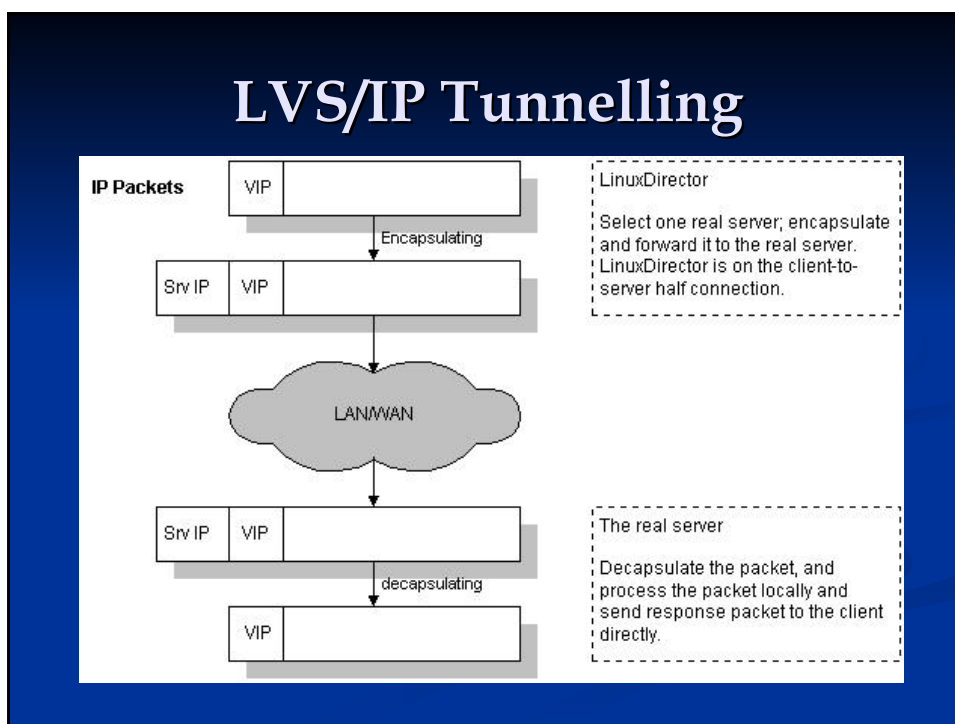 LVS/IP Tunnelling
IP Packets
VIP
Encapsulating
Srv IP
VIP
LinuxDirector
Select one real server; encapsulate
and forward it to the real server.
LinuxDirector is on the client-to-
server half connection.
LAN/WAN
Srv IP
VIP
decapsulating
VIP
The real server
Decapsulate the packet, and
process the packet locally and
send response packet to the client
directly.